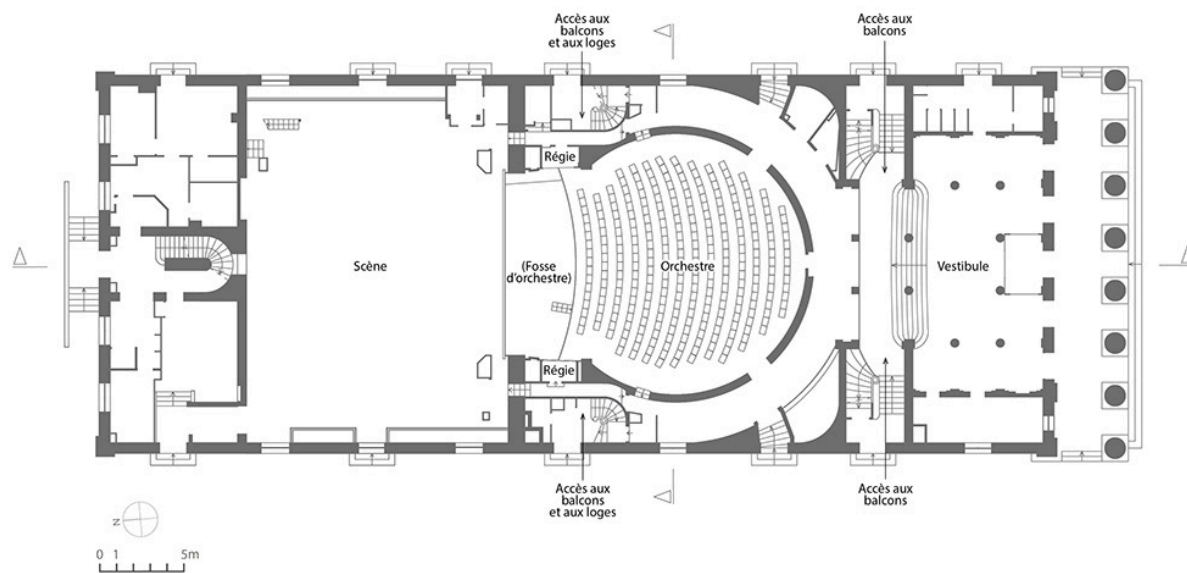 Accès aux
balcons
et aux loges
Accès aux
balcons
Régie
Scène
(Fosse
d'orchestre)
Orchestre
Vestibule
Régie
Accès aux
balcons
et aux loges
Accès aux
balcons
N
0 1 5m